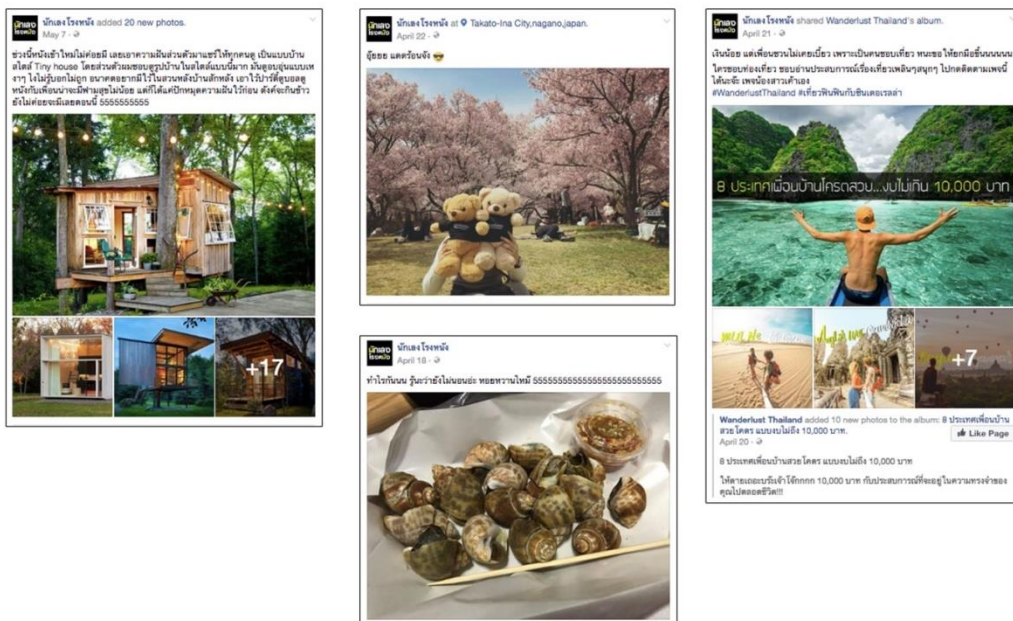 นักเลงโรงหนัง added 20 new photos.
May 7
ช่วงนี้หนังเข้าใหม่ไม่ค่อยมี เลยเอาความฝันส่วนตัวมาแชร์ให้ทุกคนดู เป็นแบบบ้าน
สไตล์ Tiny house โดยส่วนตัวผมชอบดูรูปบ้านในสไตล์แบบนี้มาก มันดูอบอุ่นแบบเห
งาๆ ไงไม่รู้บอกไม่ถูก อนาคตอยากมีไว้ในสวนหลังบ้านสักหลัง เอาไว้ปาร์ตี้ดูบอลดู
หนังกับเพื่อนน่าจะมีฟามสุขไม่น้อย แต่ก็ได้แค่ปักหมุดความฝันไว้ก่อน ตังค์จะกินข้าว
ยังไม่ค่อยจะมีเลยตอนนี้ 5555555555
+17
นักเลงโรงหนัง at Takato-Ina City,nagano,japan.
April 22
อุ๊ยยย แดดร้อนจัง
นักเลงโรงหนัง
April 18
ทำไรกันนน รู้นะว่ายังไม่นอนอ่ะ หอยหวานไหมี 55555555555555555555555555
นักเลงโรงหนัง shared Wanderlust Thailand's album.
April 21
เงินน้อย แต่เพื่อนชวนไม่เคยเบี้ยว เพราะเป็นคนชอบเที่ยว หนะขอ ให้ยกมือขึ้นนนนนน
ใครชอบท่องเที่ยว ชอบอ่านประสบการณ์เรื่องเที่ยวเพลินๆสนุกๆ ไปกดติดตามเพจนี้
ได้นะจ๊ะ เพจน้องสาวเค้าเอง
#WanderlustThailand #เที่ยวฟินฟินกับซินเดอเรลล่า
8 ประเทศเพื่อนบ้านโครตสวย...งบไม่เกิน 10,000 บาท
+7
Wanderlust Thailand added 10 new photos to the album: 8 ประเทศเพื่อนบ้าน
สวยโคตร แบบงบไม่ถึง 10,000 บาท.
Like Page
April 20
8 ประเทศเพื่อนบ้านสวยโคตร แบบงบไม่ถึง 10,000 บาท
ให้ตายเถอะบร๊ะเจ้าโจ๊กกกก 10,000 บาท กับประสบการณ์ที่จะอยู่ในความทรงจำของ
คุณไปตลอดชีวิต!!!